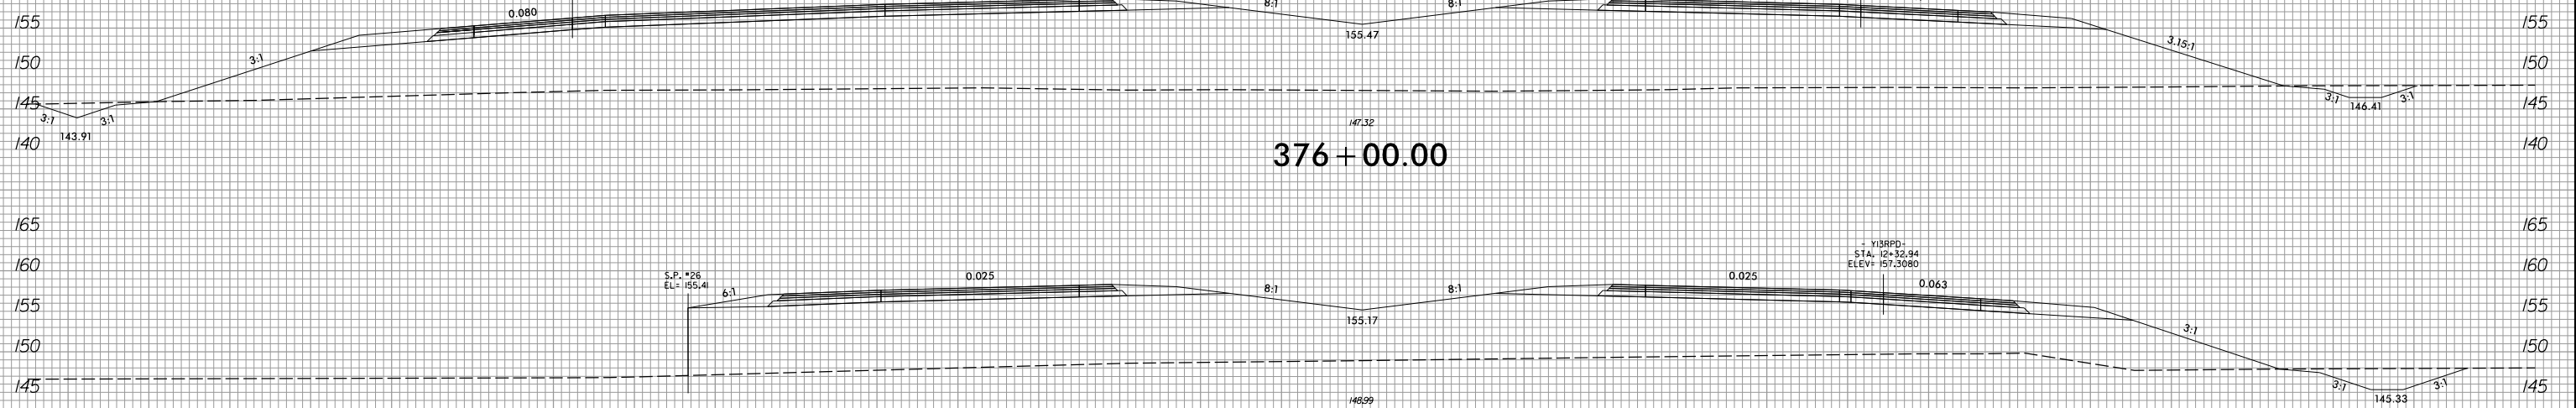 155 0.080 8:1 8:1 155
155.47
3:1 3.15:1
150 150
145 145
3:1 3:1 3:1 146.41 3:1
143.91
147.32
140 140
376+00.00
165 165
- Y13RPD-
STA. 12+32.94
160 ELEV= 157.3080 160
S.P. #26 0.025 0.025
EL= 155.41 6:1 8:1 8:1 0.063
155 155
155.17
3:1
150 150
145 3:1 3:1 145
148.99 145.33